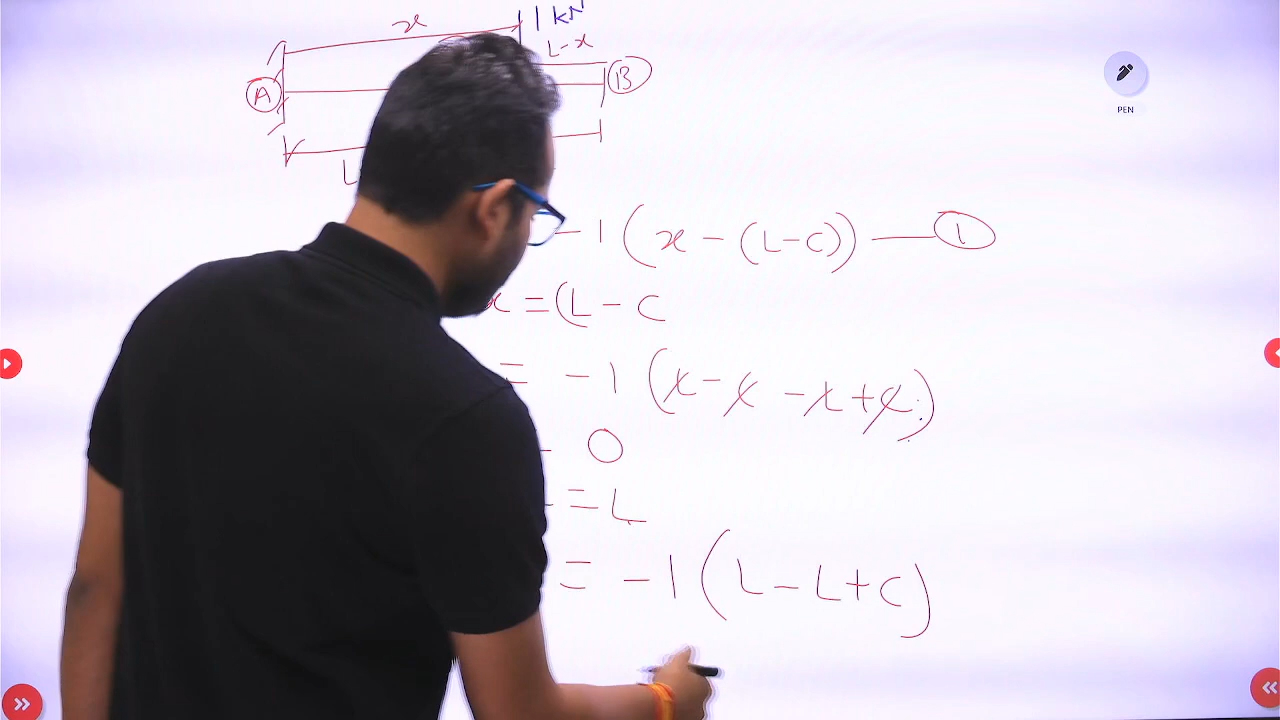 x 1 kN
L-x
A B
L
-1 (x - (L-C)) — 1
x = (L - C
= -1 (x - x - x + x)
- 0
= L
= -1 (L - L + C)
PEN